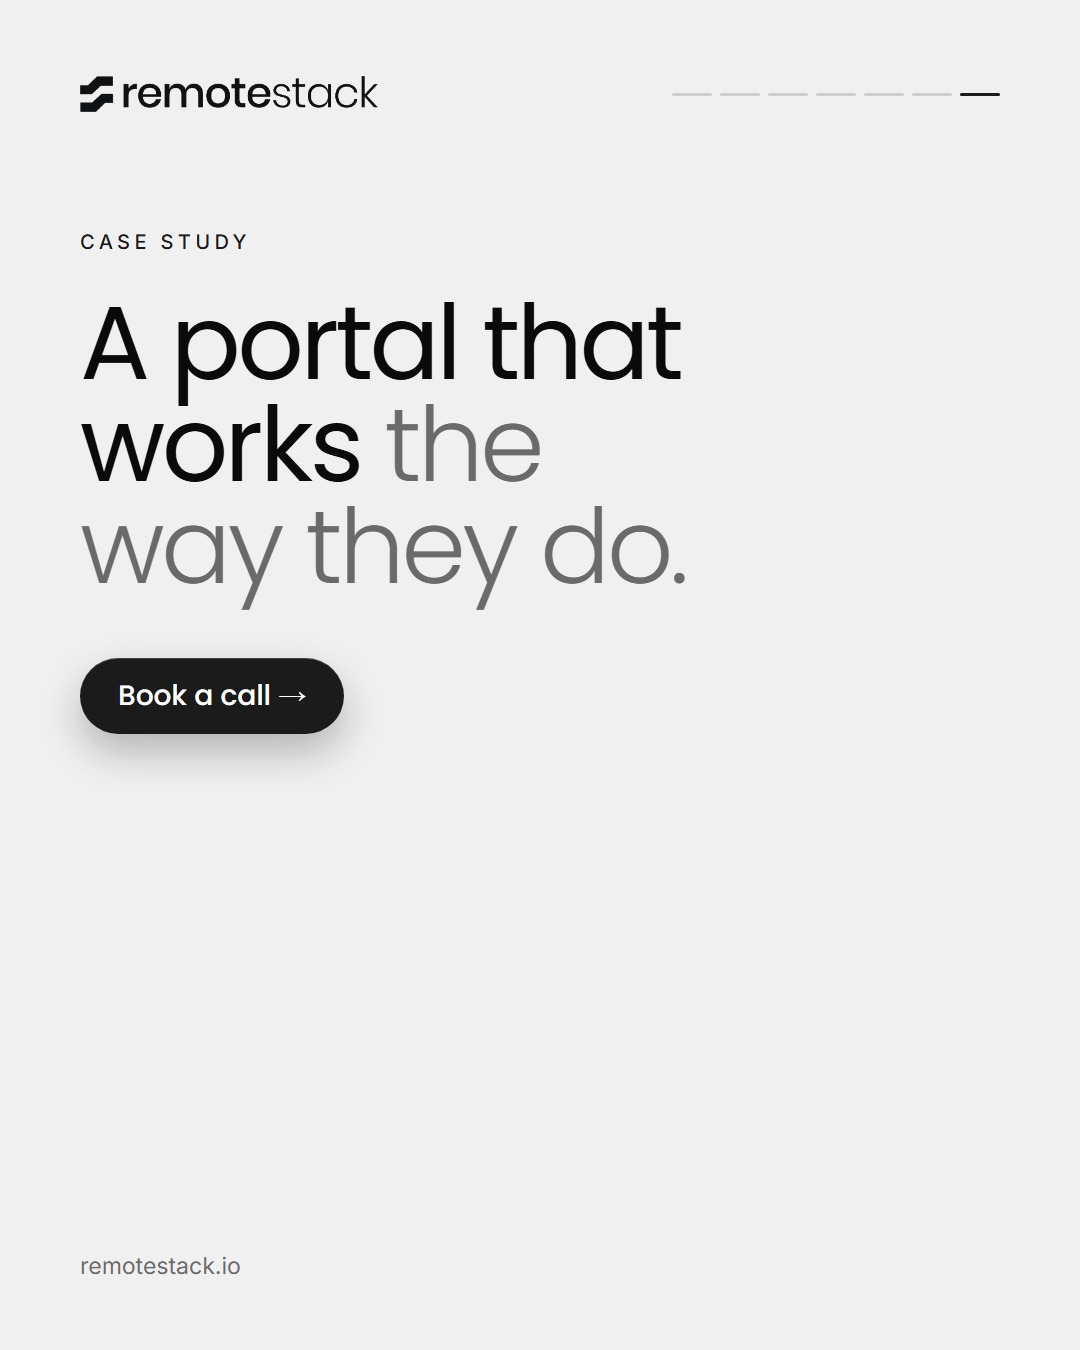 remotestack
CASE STUDY
A portal that
works the
way they do.
Book a call →
remotestack.io